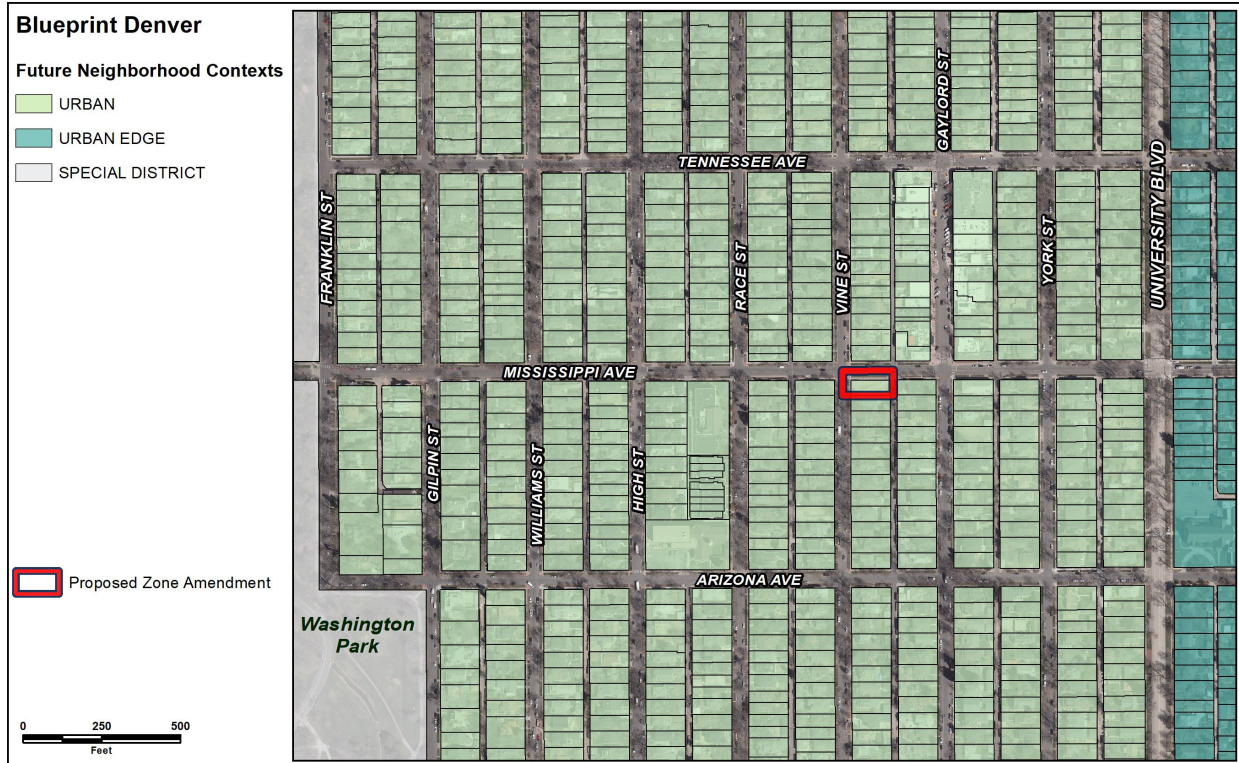 Blueprint Denver
Future Neighborhood Contexts
URBAN
URBAN EDGE
SPECIAL DISTRICT
Proposed Zone Amendment
Washington
Park
0 250 500
Feet
TENNESSEE AVE
MISSISSIPPI AVE
ARIZONA AVE
FRANKLIN ST
GILPIN ST
WILLIAMS ST
HIGH ST
RACE ST
VINE ST
GAYLORD ST
YORK ST
UNIVERSITY BLVD